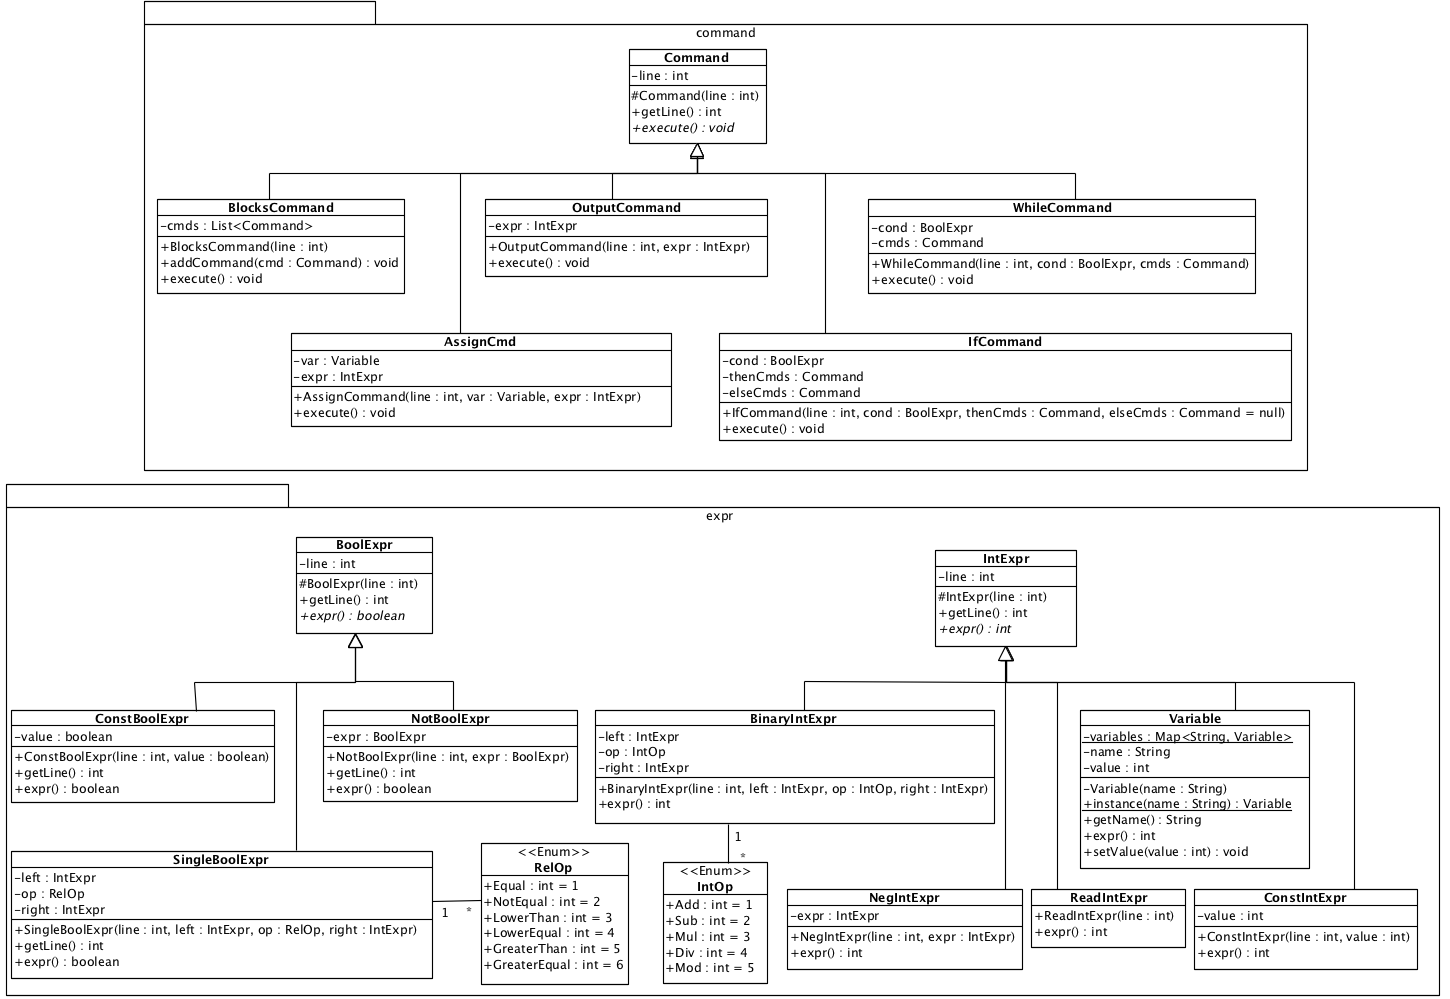 command
Command
-line : int
#Command(line : int)
+getLine() : int
+execute() : void
BlocksCommand
-cmds : List<Command>
+BlocksCommand(line : int)
+addCommand(cmd : Command) : void
+execute() : void
OutputCommand
-expr : IntExpr
+OutputCommand(line : int, expr : IntExpr)
+execute() : void
WhileCommand
-cond : BoolExpr
-cmds : Command
+WhileCommand(line : int, cond : BoolExpr, cmds : Command)
+execute() : void
AssignCmd
-var : Variable
-expr : IntExpr
+AssignCommand(line : int, var : Variable, expr : IntExpr)
+execute() : void
IfCommand
-cond : BoolExpr
-thenCmds : Command
-elseCmds : Command
+IfCommand(line : int, cond : BoolExpr, thenCmds : Command, elseCmds : Command = null)
+execute() : void
expr
BoolExpr
-line : int
#BoolExpr(line : int)
+getLine() : int
+expr() : boolean
IntExpr
-line : int
#IntExpr(line : int)
+getLine() : int
+expr() : int
ConstBoolExpr
-value : boolean
+ConstBoolExpr(line : int, value : boolean)
+getLine() : int
+expr() : boolean
NotBoolExpr
-expr : BoolExpr
+NotBoolExpr(line : int, expr : BoolExpr)
+getLine() : int
+expr() : boolean
BinaryIntExpr
-left : IntExpr
-op : IntOp
-right : IntExpr
+BinaryIntExpr(line : int, left : IntExpr, op : IntOp, right : IntExpr)
+expr() : int
Variable
-variables : Map<String, Variable>
-name : String
-value : int
-Variable(name : String)
+instance(name : String) : Variable
+getName() : String
+expr() : int
+setValue(value : int) : void
SingleBoolExpr
-left : IntExpr
-op : RelOp
-right : IntExpr
+SingleBoolExpr(line : int, left : IntExpr, op : RelOp, right : IntExpr)
+getLine() : int
+expr() : boolean
1
*
<<Enum>>
RelOp
+Equal : int = 1
+NotEqual : int = 2
+LowerThan : int = 3
+LowerEqual : int = 4
+GreaterThan : int = 5
+GreaterEqual : int = 6
1
*
<<Enum>>
IntOp
+Add : int = 1
+Sub : int = 2
+Mul : int = 3
+Div : int = 4
+Mod : int = 5
NegIntExpr
-expr : IntExpr
+NegIntExpr(line : int, expr : IntExpr)
+expr() : int
ReadIntExpr
+ReadIntExpr(line : int)
+expr() : int
ConstIntExpr
-value : int
+ConstIntExpr(line : int, value : int)
+expr() : int